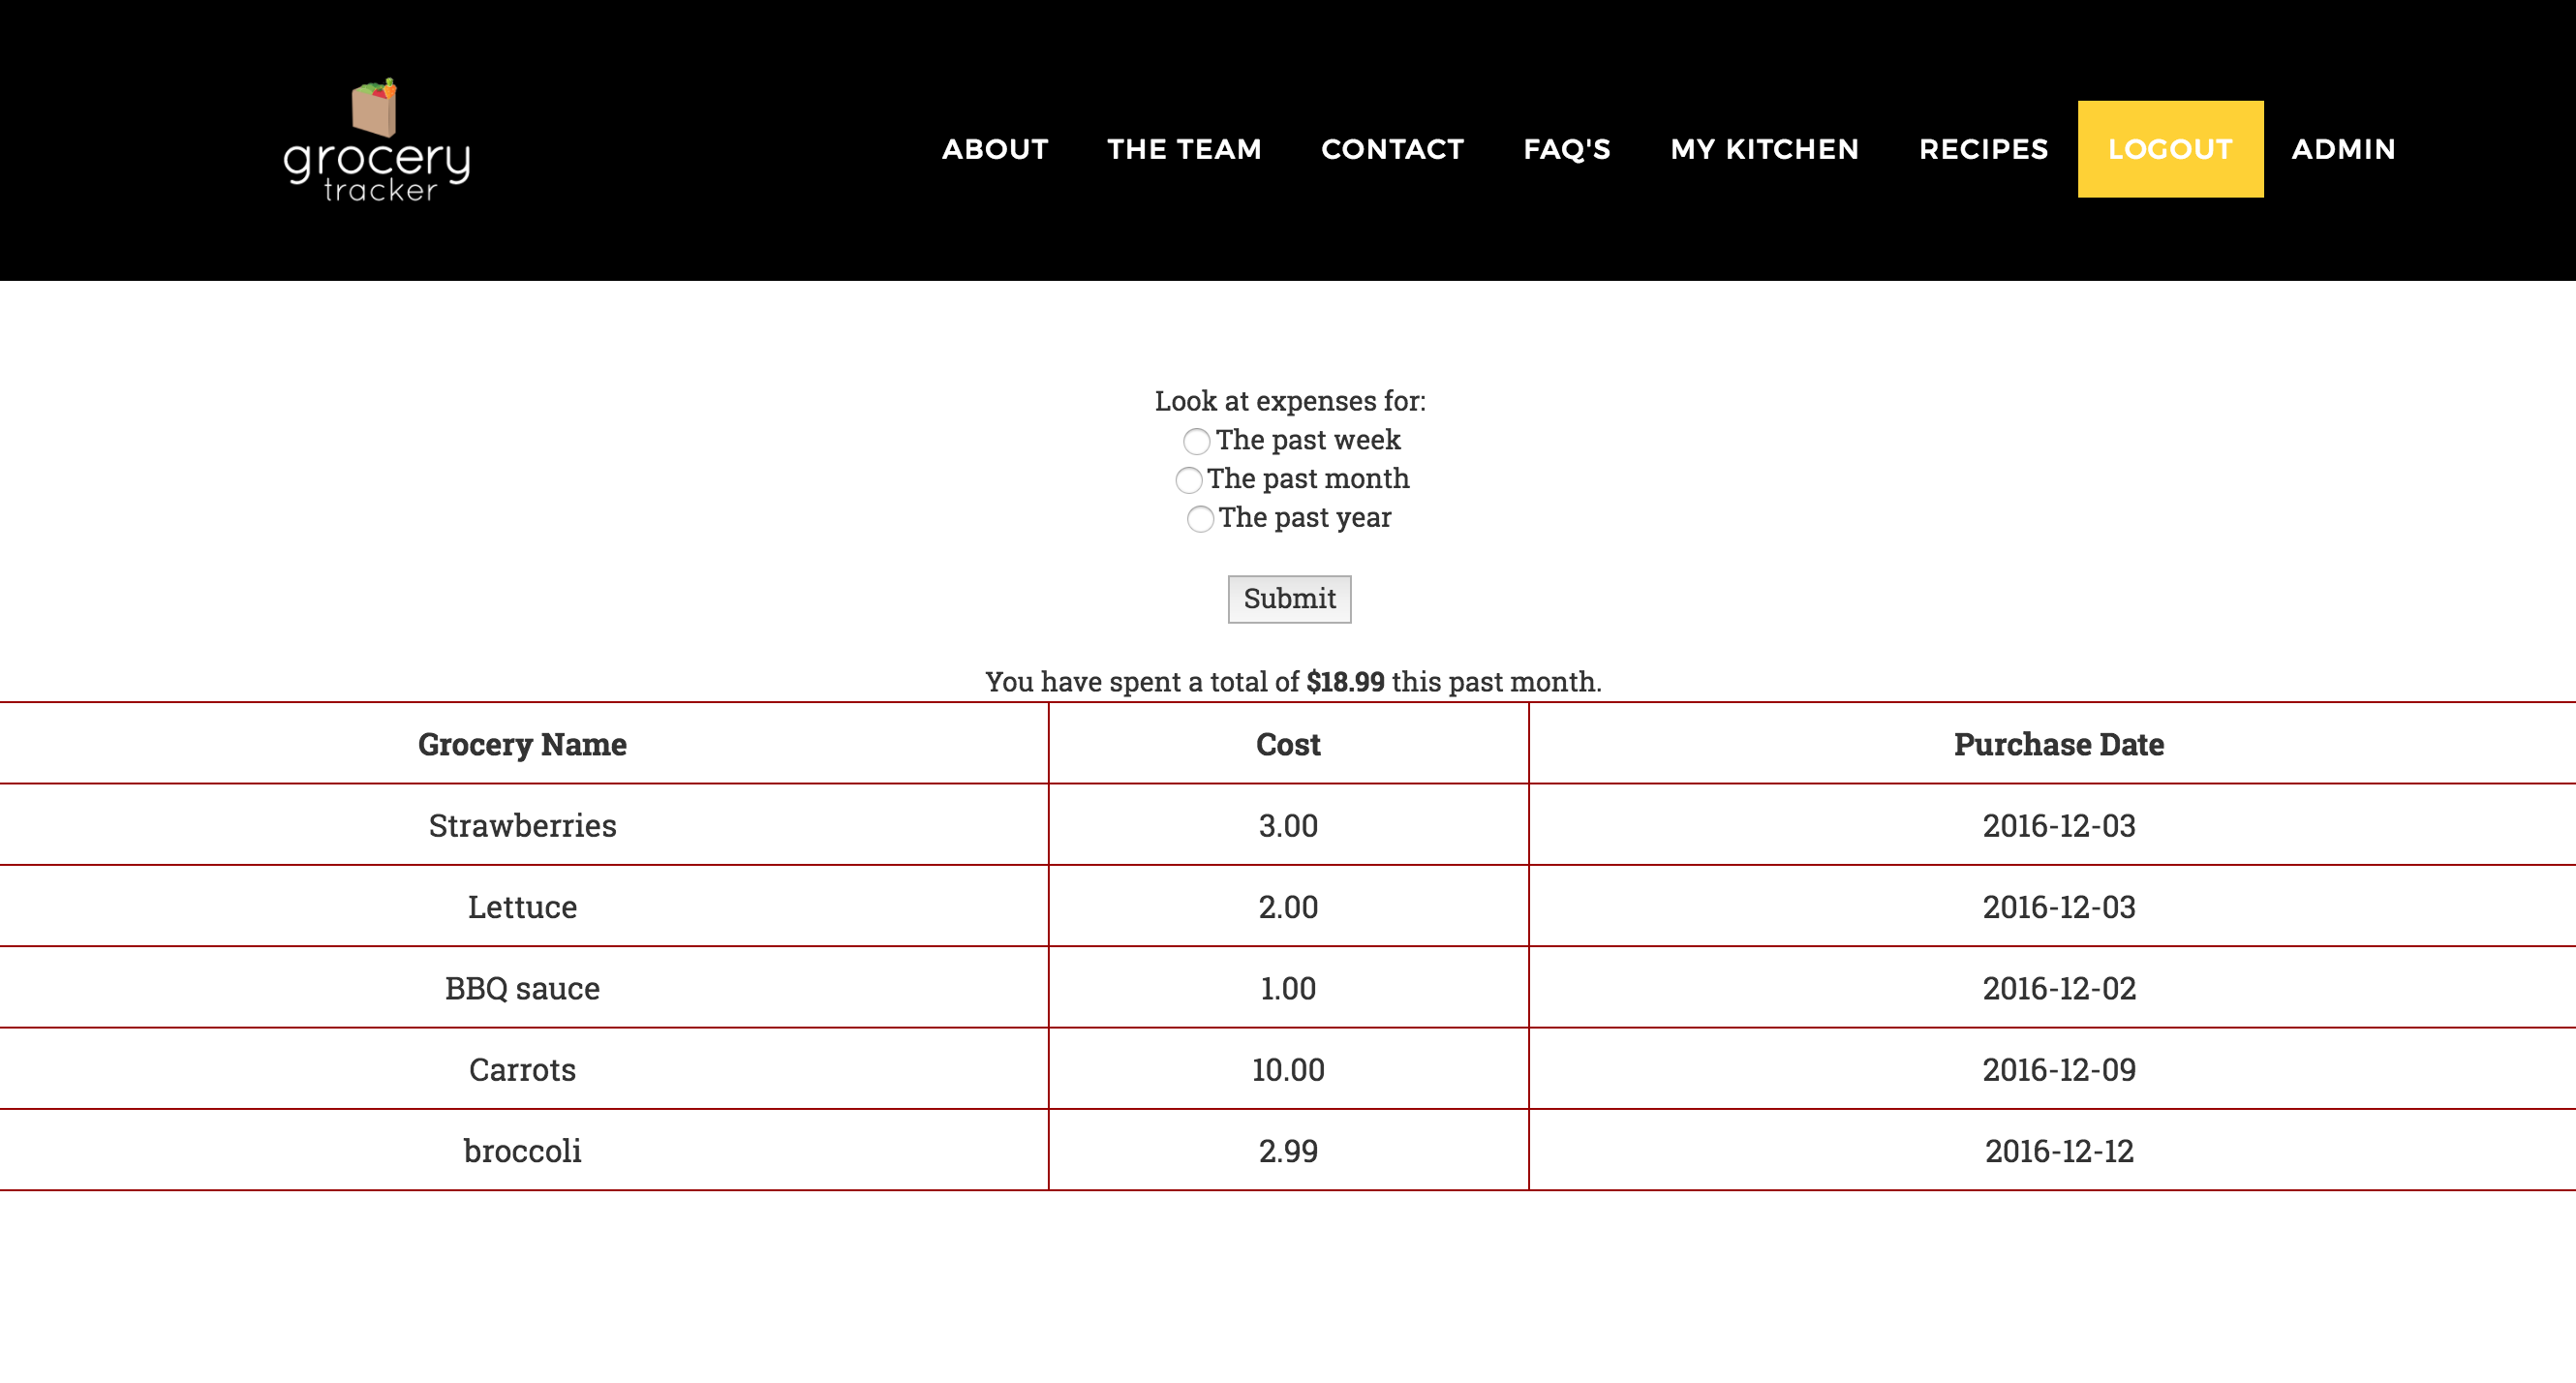 grocery
tracker
ABOUT THE TEAM CONTACT FAQ'S MY KITCHEN RECIPES LOGOUT ADMIN
Look at expenses for:
The past week
The past month
The past year
Submit
You have spent a total of $18.99 this past month.
Grocery Name Cost Purchase Date
Strawberries 3.00 2016-12-03
Lettuce 2.00 2016-12-03
BBQ sauce 1.00 2016-12-02
Carrots 10.00 2016-12-09
broccoli 2.99 2016-12-12